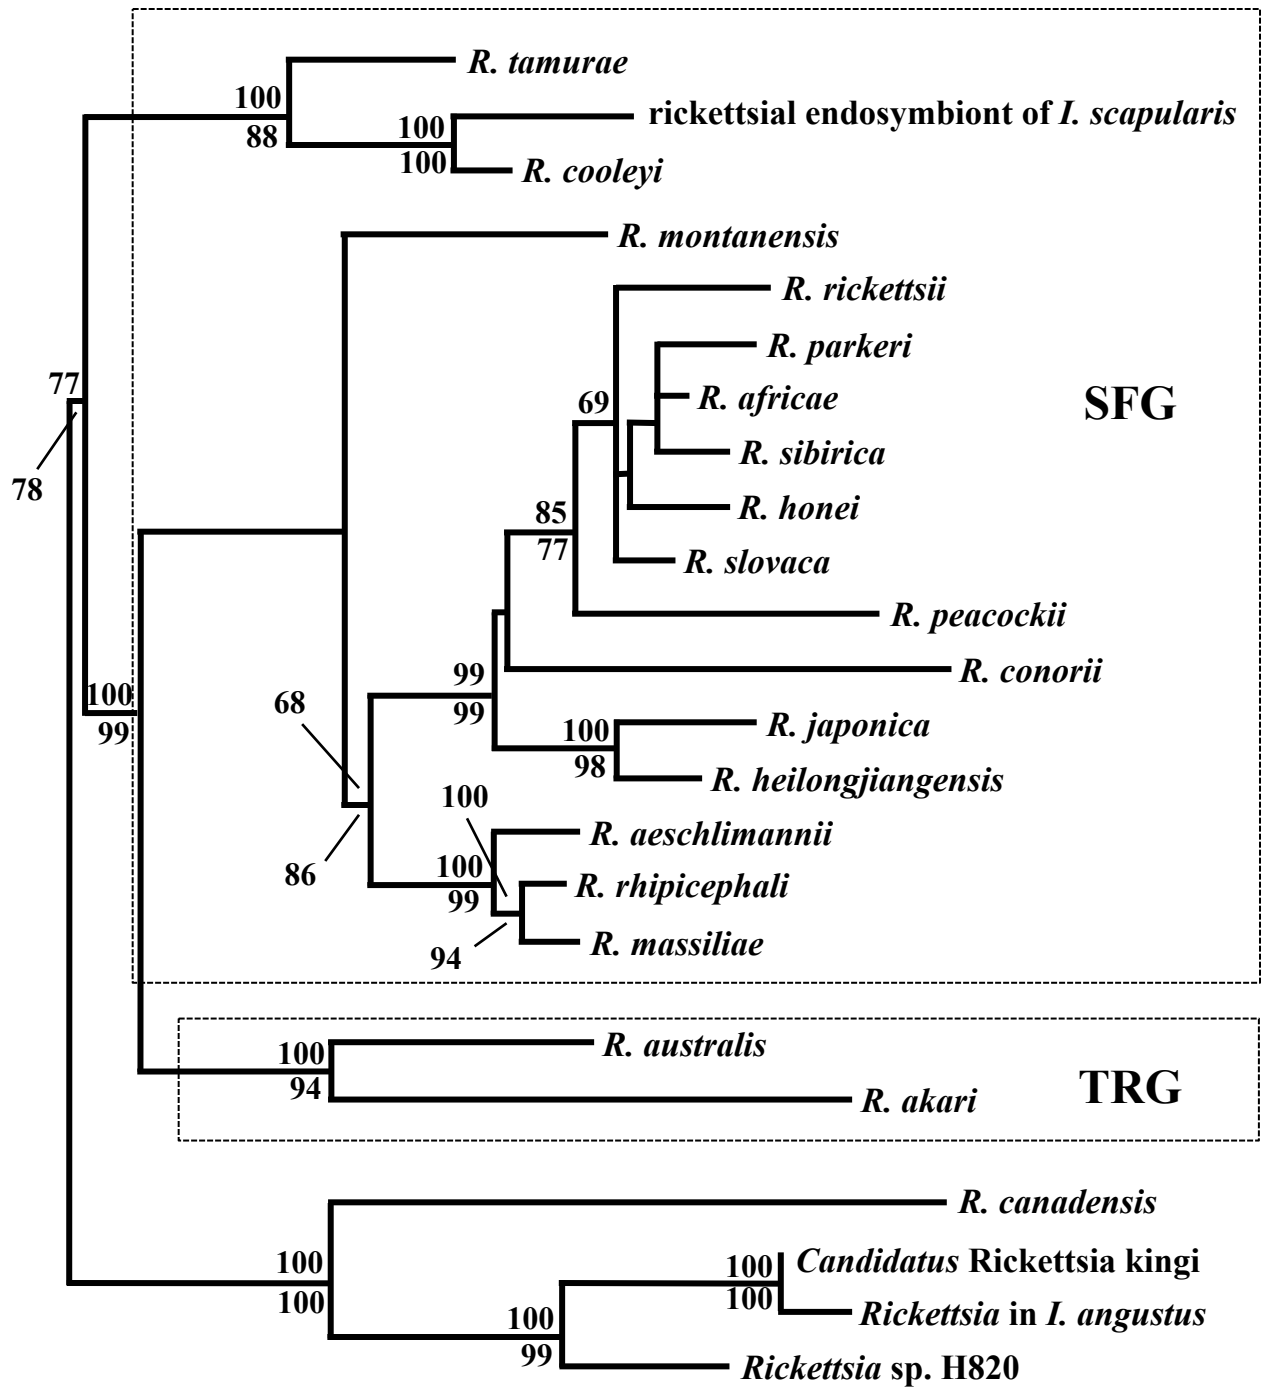 R. tamurae
100
88
rickettsial endosymbiont of I. scapularis
100
100
R. cooleyi
R. montanensis
R. rickettsii
R. parkeri
77
69
R. africae
SFG
R. sibirica
78
R. honei
85
77
R. slovaca
R. peacockii
99
R. conorii
100
99
68
99
R. japonica
100
98
R. heilongjiangensis
100
R. aeschlimannii
86
100
99
R. rhipicephali
94
R. massiliae
100
94
R. australis
TRG
R. akari
R. canadensis
100
100
100
100
Candidatus Rickettsia kingi
Rickettsia in I. angustus
100
99
Rickettsia sp. H820